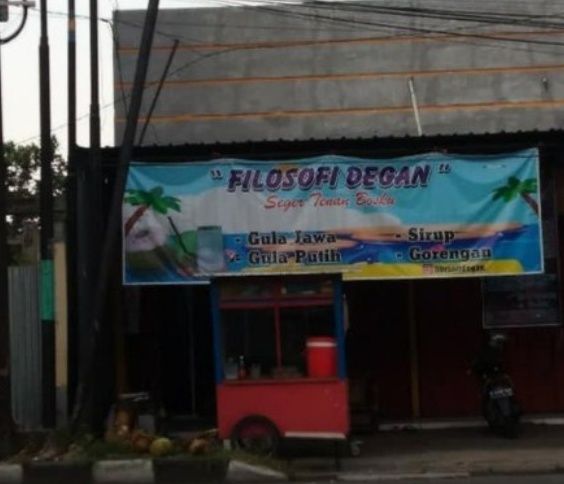 " FILOSOFI DEGAN "
Seger Tenan Bosku
- Gula Jawa
- Gula Putih
- Sirup
- Gorengan